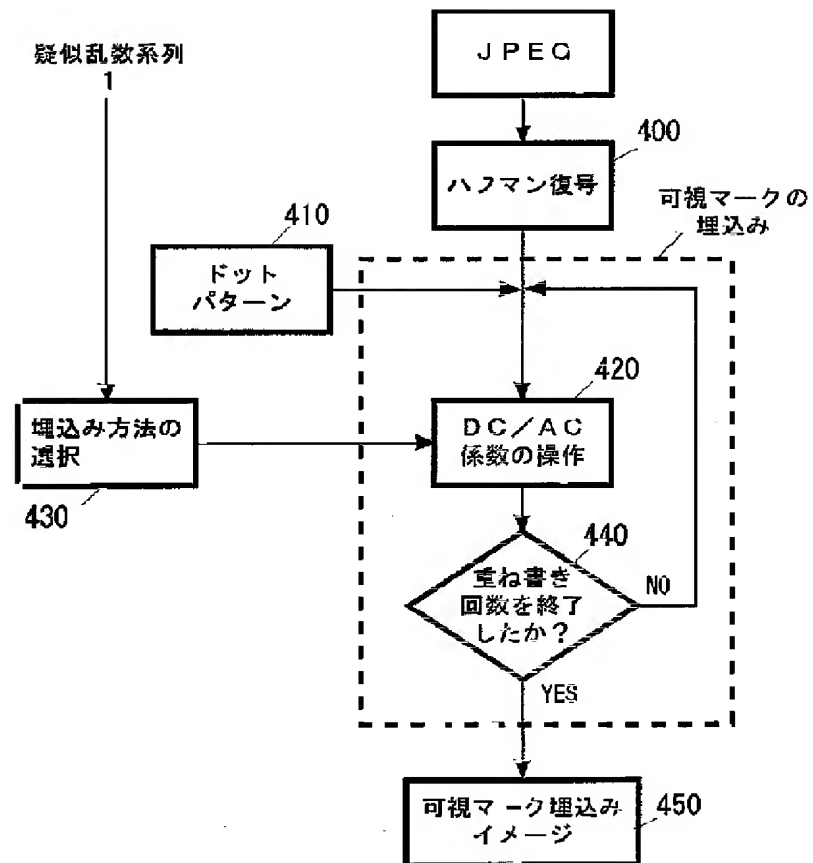 疑似乱数系列
1
JPEG
400
ハフマン復号
可視マークの
埋込み
410
ドット
パターン
420
DC/AC
係数の操作
埋込み方法の
選択
430
440
重ね書き
回数を終了
したか?
NO
YES
可視マーク埋込み
イメージ
450